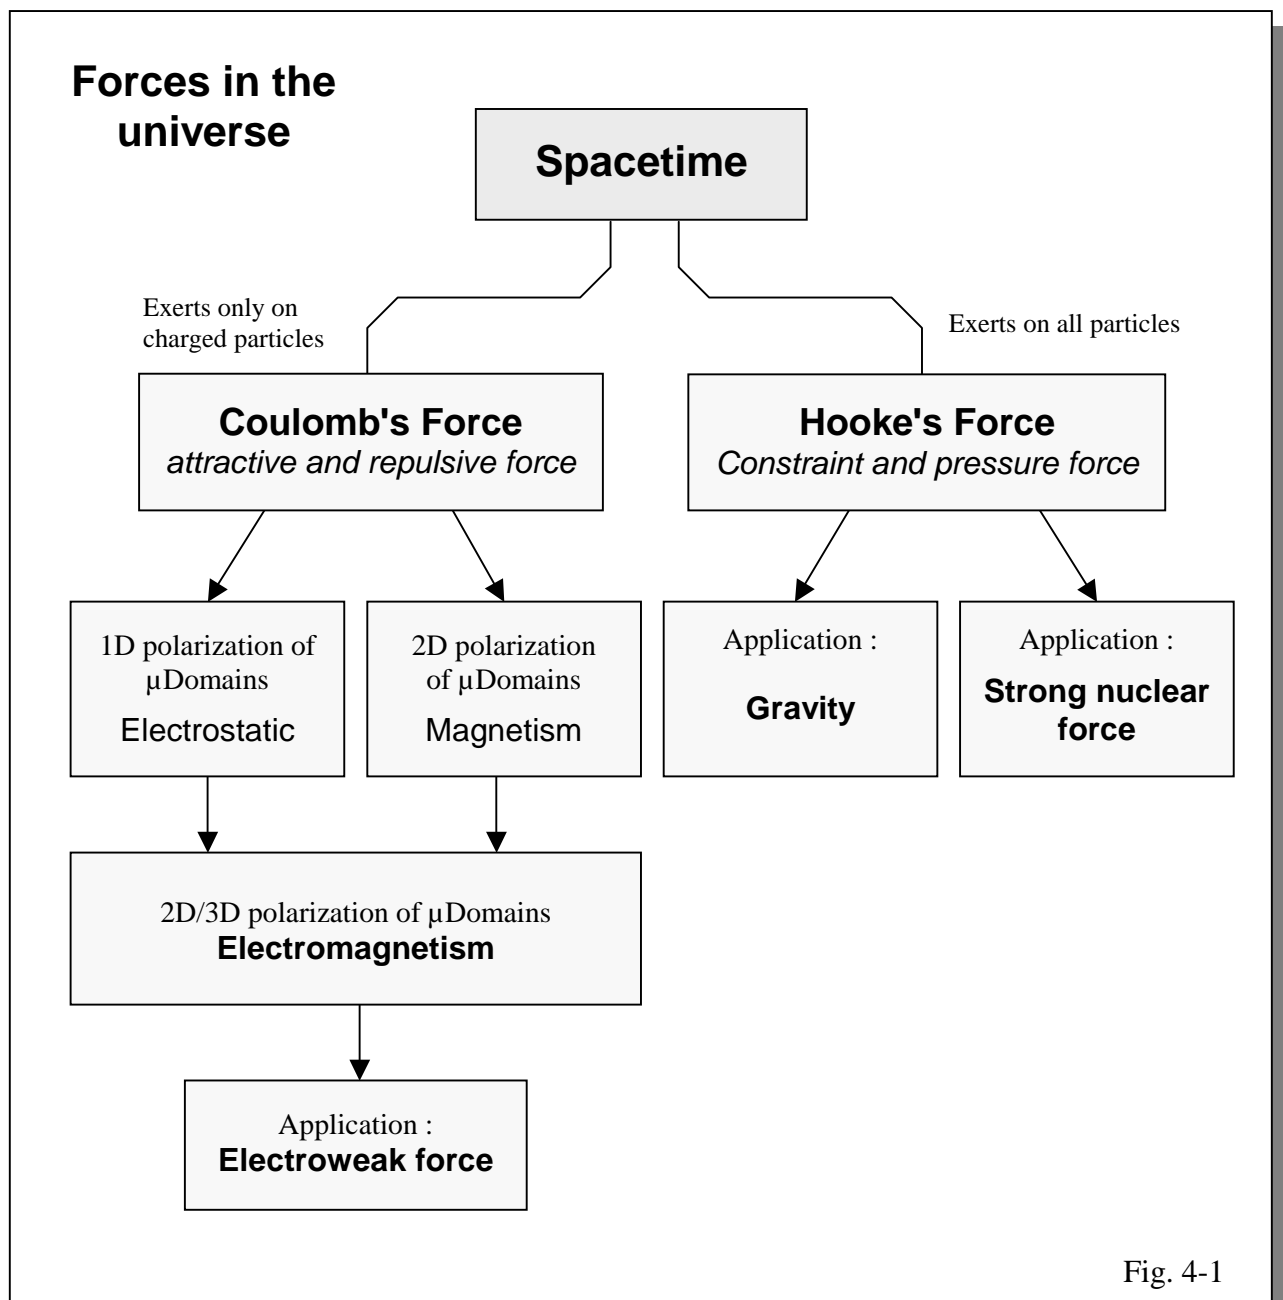 Forces in the
universe
Spacetime
Exerts only on
charged particles
Exerts on all particles
Coulomb's Force
attractive and repulsive force
Hooke's Force
Constraint and pressure force
1D polarization of
µDomains
Electrostatic
2D polarization
of µDomains
Magnetism
Application :
Gravity
Application :
Strong nuclear
force
2D/3D polarization of µDomains
Electromagnetism
Application :
Electroweak force
Fig. 4-1